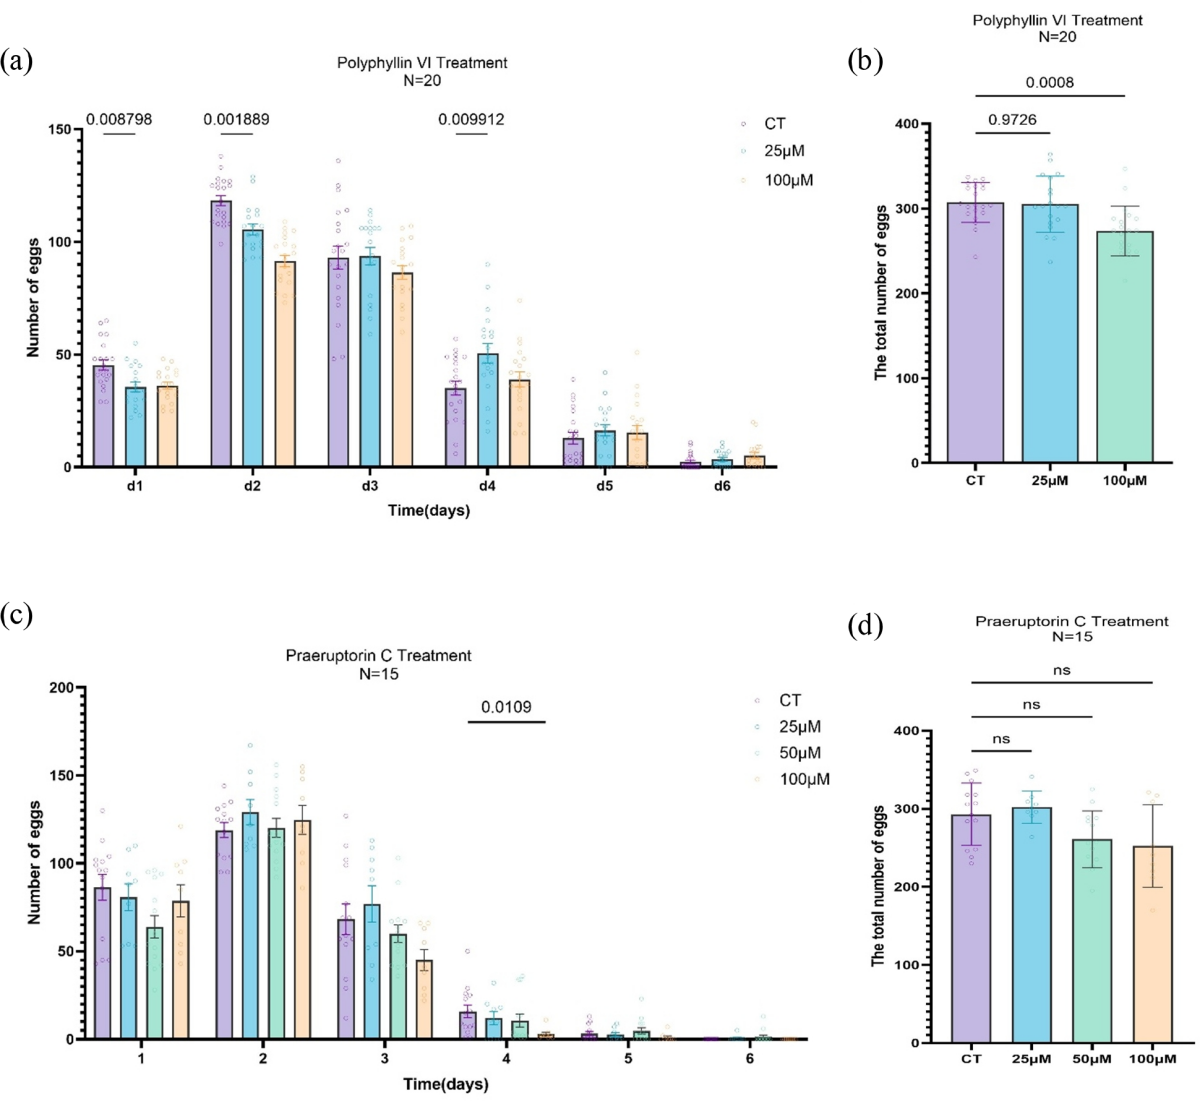 (a)
Polyphyllin VI Treatment
N=20
0.008798
0.001889
0.009912
CT
25μM
100μM
150
100
50
0
Number of eggs
d1 d2 d3 d4 d5 d6
Time(days)
(b)
Polyphyllin VI Treatment
N=20
0.0008
0.9726
400
300
200
100
0
The total number of eggs
CT 25μM 100μM
(c)
Praeruptorin C Treatment
N=15
0.0109
CT
25μM
50μM
100μM
200
150
100
50
0
Number of eggs
1 2 3 4 5 6
Time(days)
(d)
Praeruptorin C Treatment
N=15
ns
ns
ns
400
300
200
100
0
The total number of eggs
CT 25μM 50μM 100μM